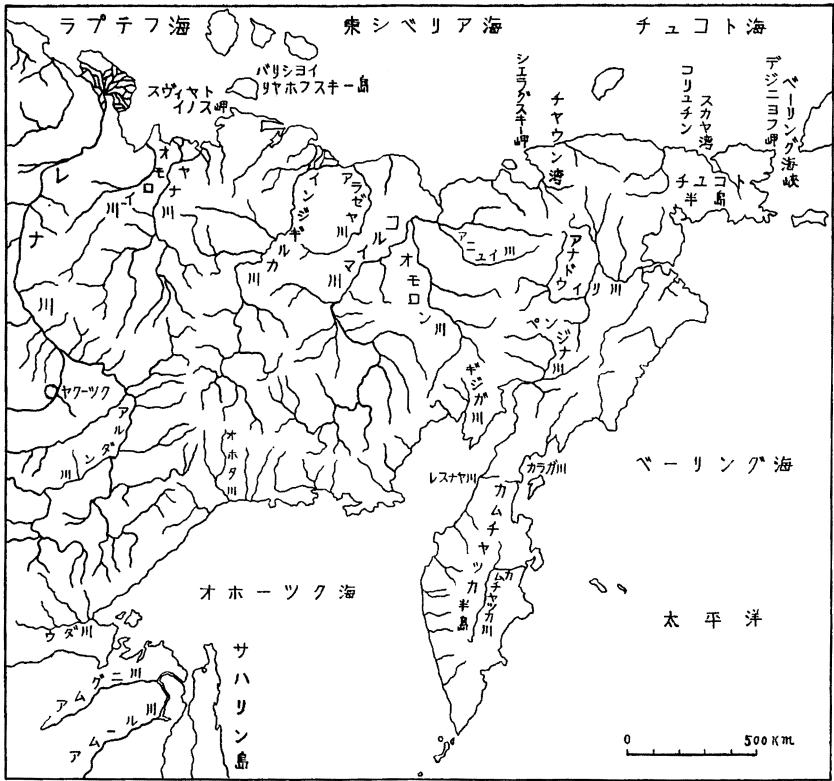 ラプテフ海
東シベリア海
チュコト海
スヴィヤト
イノス岬
バリシヨイ
リヤホフスキー島
シェラグスキー岬
チャウン湾
コリュチン
スカヤ湾
デジニョフ岬
ベーリング海峡
チュコト
半島
レナ川
オモロイ川
ヤナ川
インジギルカ川
アラゼヤ川
コルイマ川
オモロン川
アニュイ川
アナドゥイリ川
ペンジナ川
ギジガ川
ヤクーツク
アルダン川
オホタ川
レスナヤ川
カラガ川
カムチャツカ半島
カムチャツカ川
ベーリング海
オホーツク海
太平洋
ウダ川
アムグニ川
アムール川
サハリン島
0 500KM